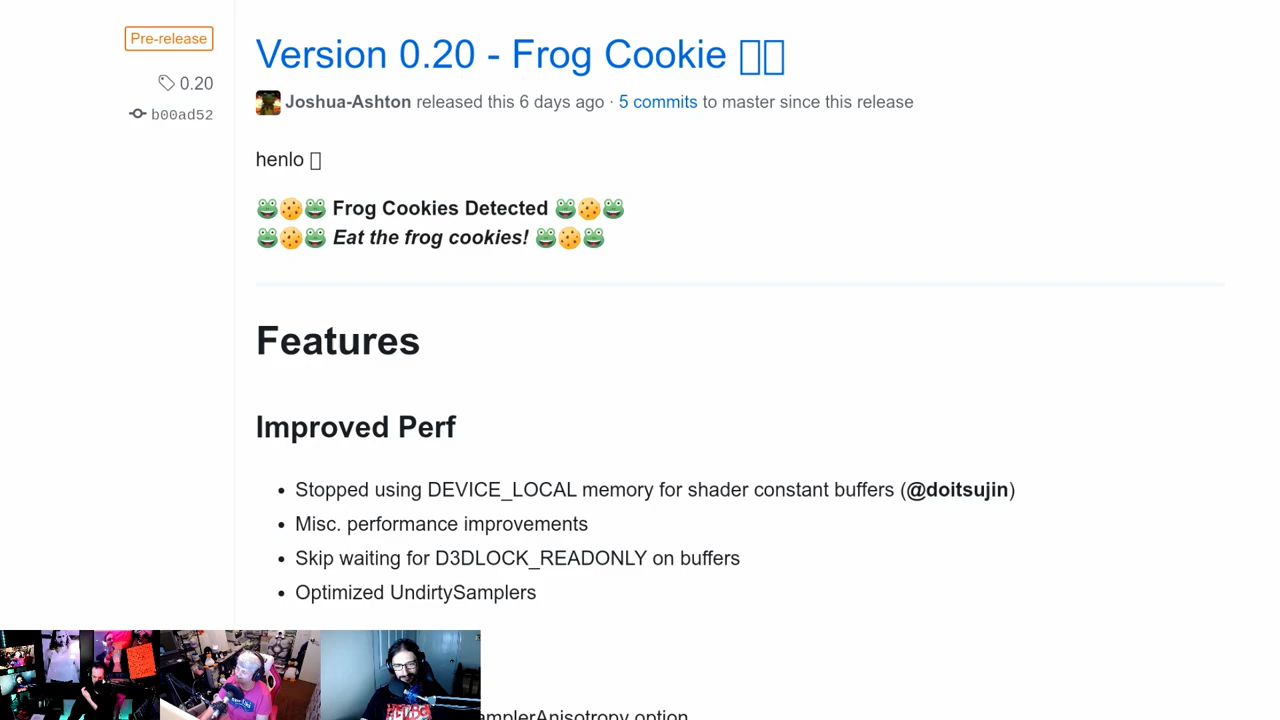 Pre-release
Version 0.20 - Frog Cookie
0.20
Joshua-Ashton released this 6 days ago · 5 commits to master since this release
b00ad52
henlo
🐸🍪🐸 Frog Cookies Detected 🐸🍪🐸
🐸🍪🐸 Eat the frog cookies! 🐸🍪🐸
Features
Improved Perf
• Stopped using DEVICE_LOCAL memory for shader constant buffers (@doitsujin)
• Misc. performance improvements
• Skip waiting for D3DLOCK_READONLY on buffers
• Optimized UndirtySamplers
amplerAnisotropy option